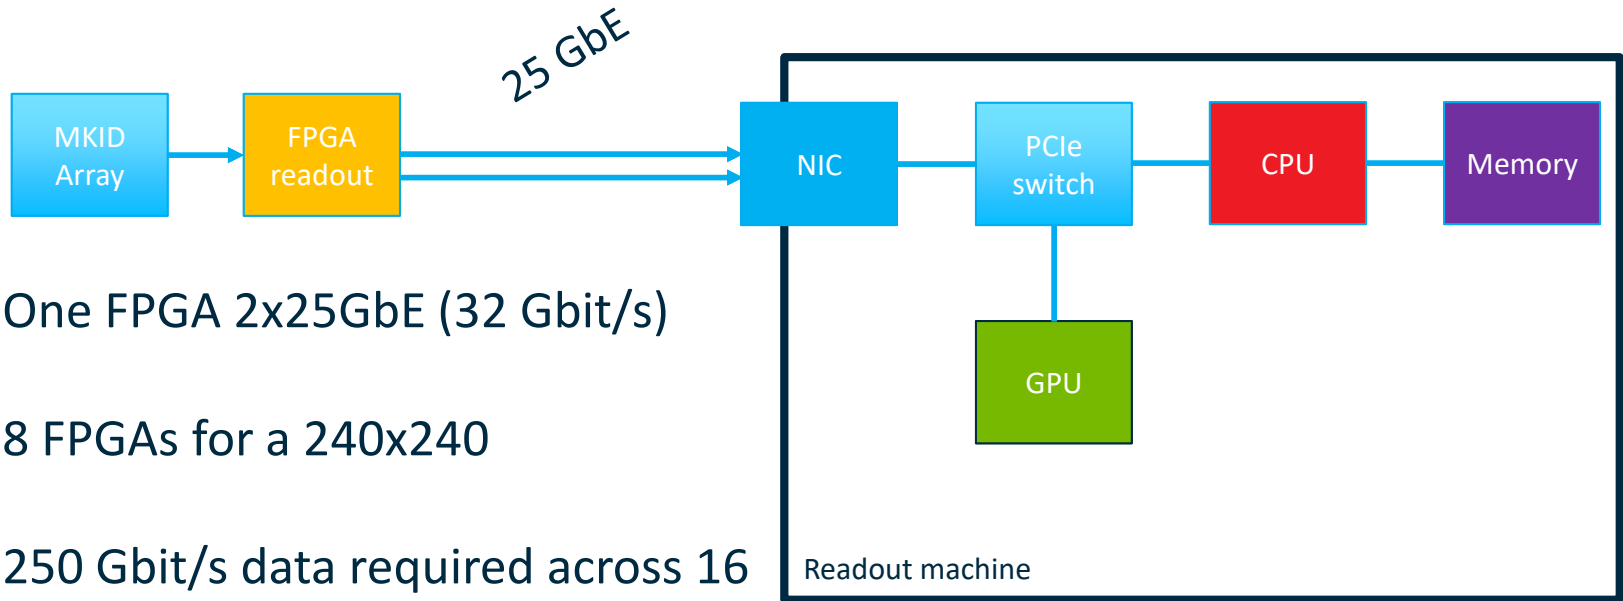 25 GbE
MKID
Array
FPGA
readout
NIC
PCIe
switch
CPU
Memory
GPU
One FPGA 2x25GbE (32 Gbit/s)
8 FPGAs for a 240x240
250 Gbit/s data required across 16
Readout machine